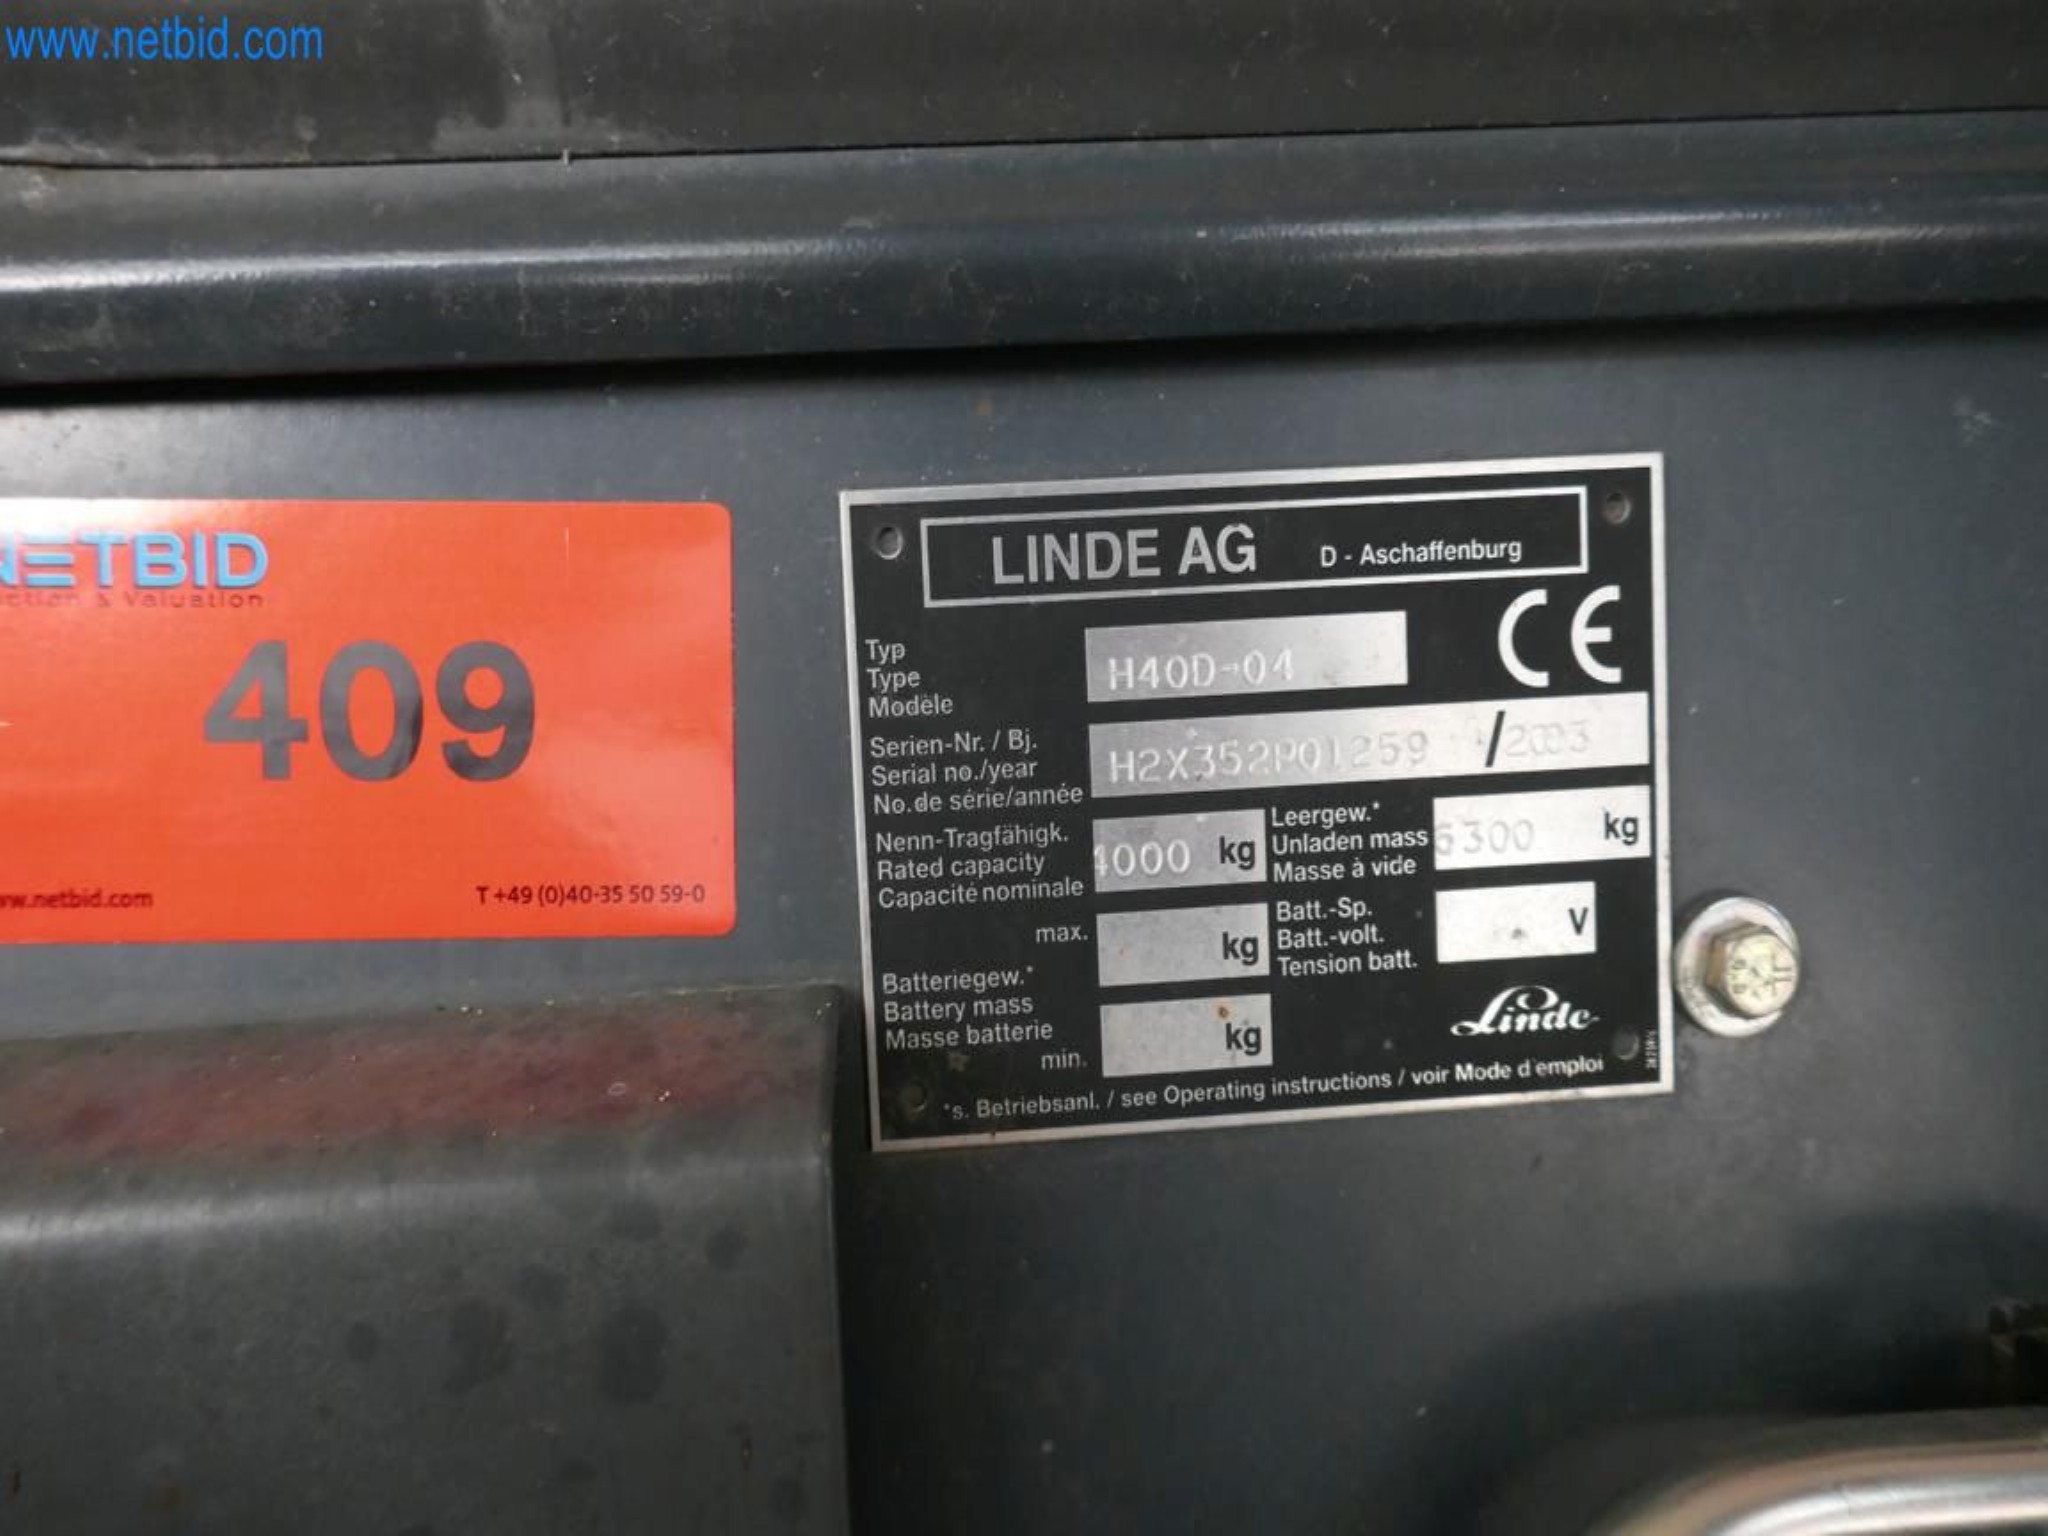 www.netbid.com
NETBID
& Valuation
409
www.netbid.com
T +49 (0)40-35 50 59-0
LINDE AG D - Aschaffenburg
CE
Typ
Type
Modèle
H40D-04
Serien-Nr. / Bj.
Serial no./year
No.de série/année
H2X352P01259 / 2003
Nenn-Tragfähigk.
Rated capacity
Capacité nominale
4000 kg
Leergew.*
Unladen mass
Masse à vide
6300 kg
max.
kg
Batt.-Sp.
Batt.-volt.
Tension batt.
V
Batteriegew.*
Battery mass
Masse batterie
min.
kg
Linde
*s. Betriebsanl. / see Operating instructions / voir Mode d'emploi